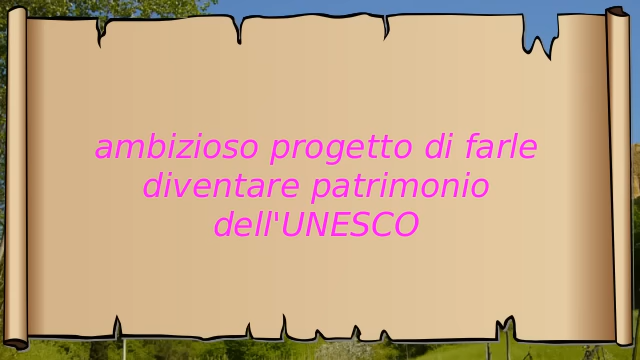 ambizioso progetto di farle
diventare patrimonio
dell'UNESCO